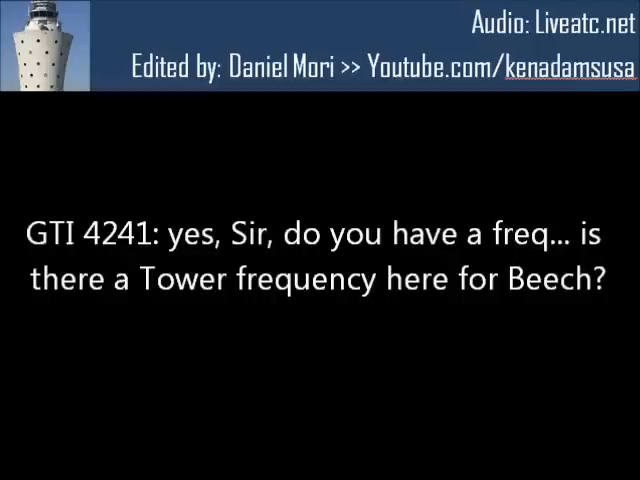 Audio: Liveatc.net
Edited by: Daniel Mori >> Youtube.com/kenadamsusa
GTI 4241: yes, Sir, do you have a freq... is
there a Tower frequency here for Beech?